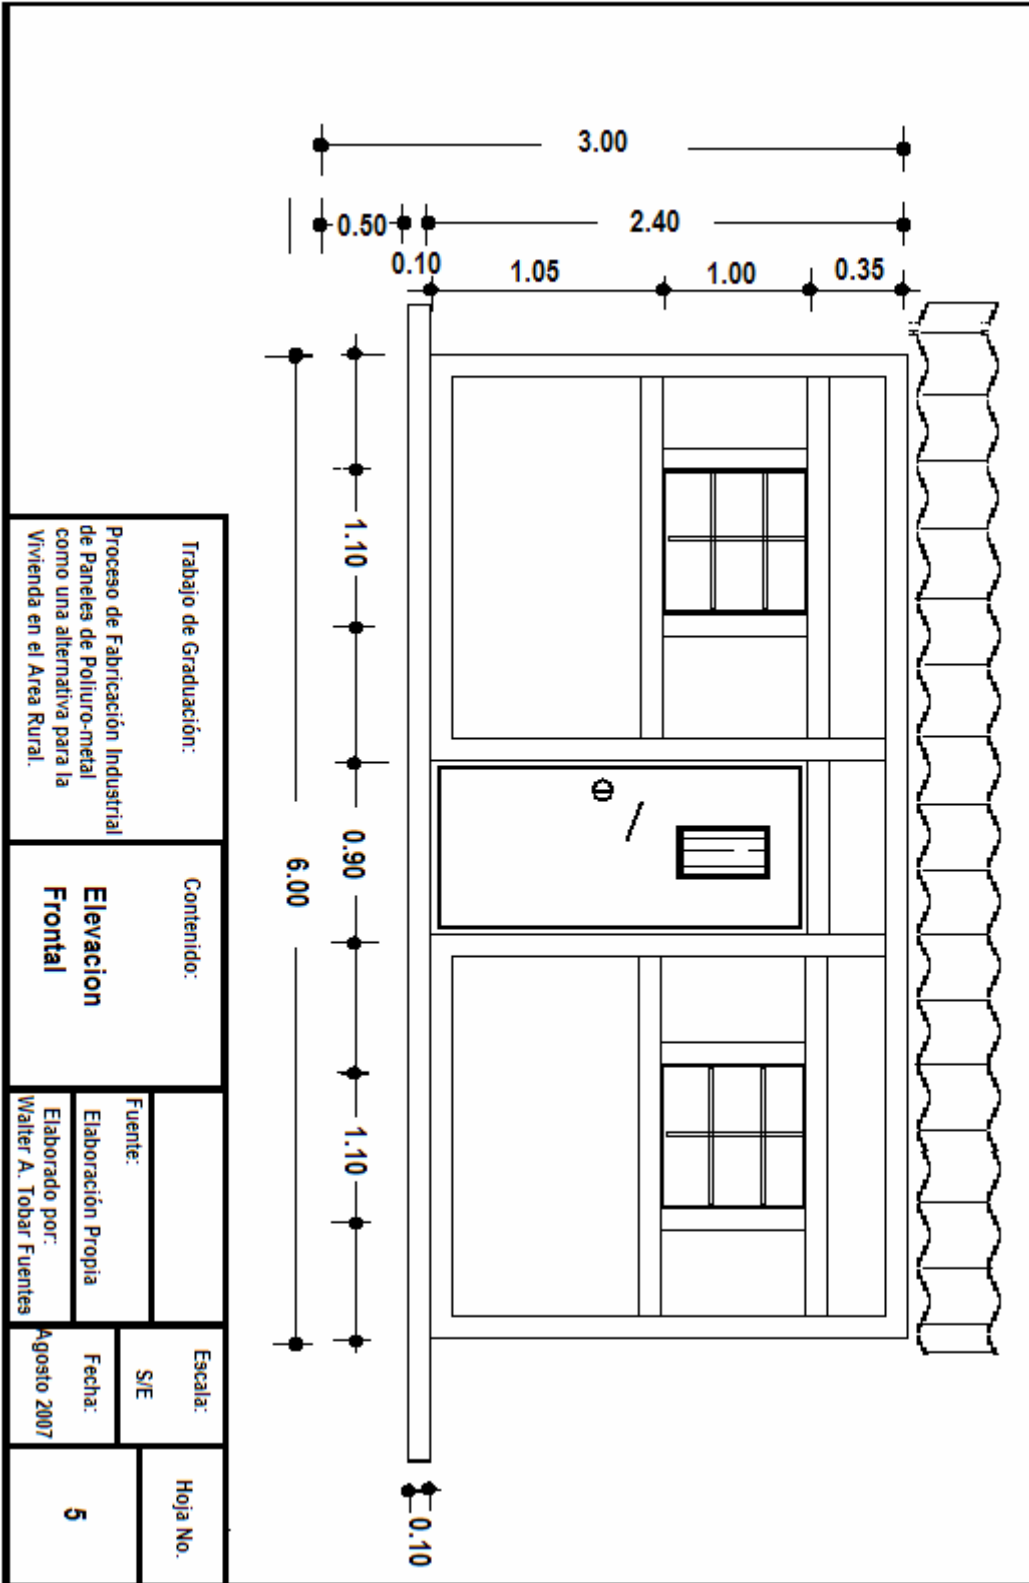 3.00
0.50
2.40
0.10
1.05
1.00
0.35
1.10
0.90
1.10
6.00
0.10
Trabajo de Graduación:
Proceso de Fabricación Industrial
de Paneles de Poliuro-metal
como una alternativa para la
Vivienda en el Area Rural.
Contenido:
Elevacion
Frontal
Fuente:
Elaboración Propia
Elaborado por:
Walter A. Tobar Fuentes
Escala:
S/E
Fecha:
Agosto 2007
Hoja No.
5